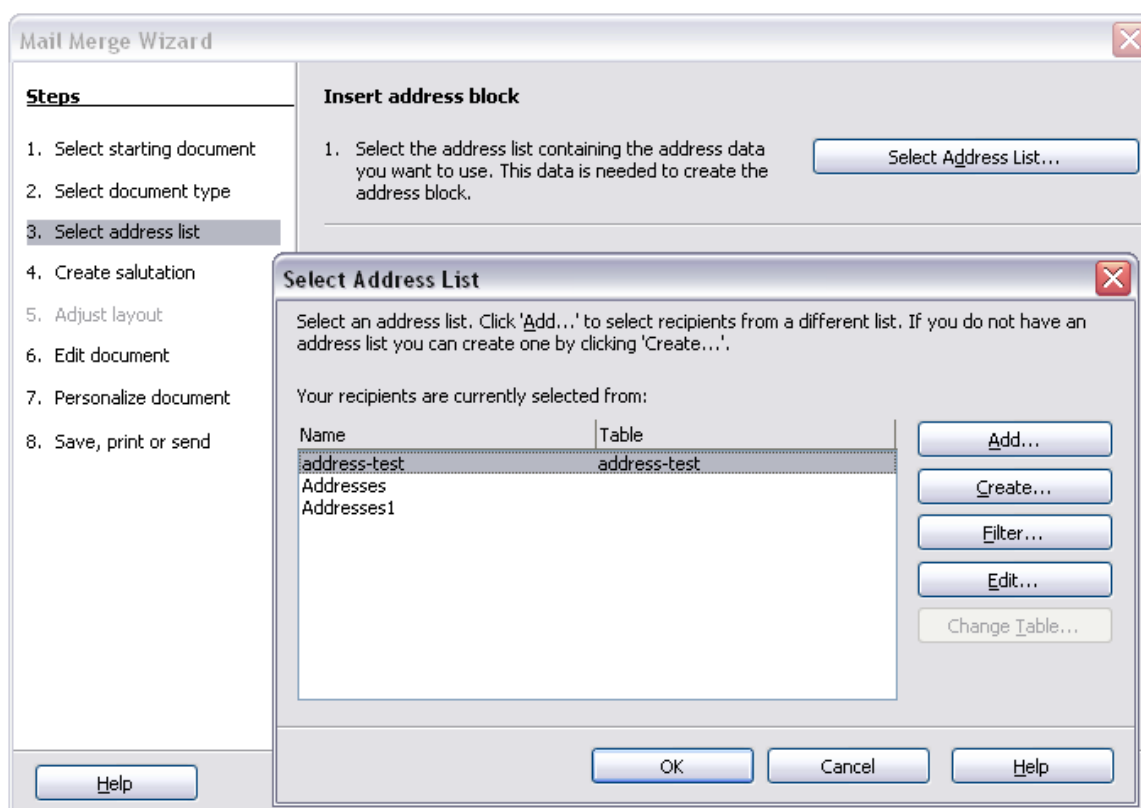 Mail Merge Wizard
Steps
1. Select starting document
2. Select document type
3. Select address list
4. Create salutation
5. Adjust layout
6. Edit document
7. Personalize document
8. Save, print or send
Help
Insert address block
1. Select the address list containing the address data
you want to use. This data is needed to create the
address block.
Select Address List...
Select Address List
Select an address list. Click 'Add...' to select recipients from a different list. If you do not have an
address list you can create one by clicking 'Create...'.
Your recipients are currently selected from:
Name Table
address-test address-test
Addresses
Addresses1
Add...
Create...
Filter...
Edit...
Change Table...
OK Cancel Help